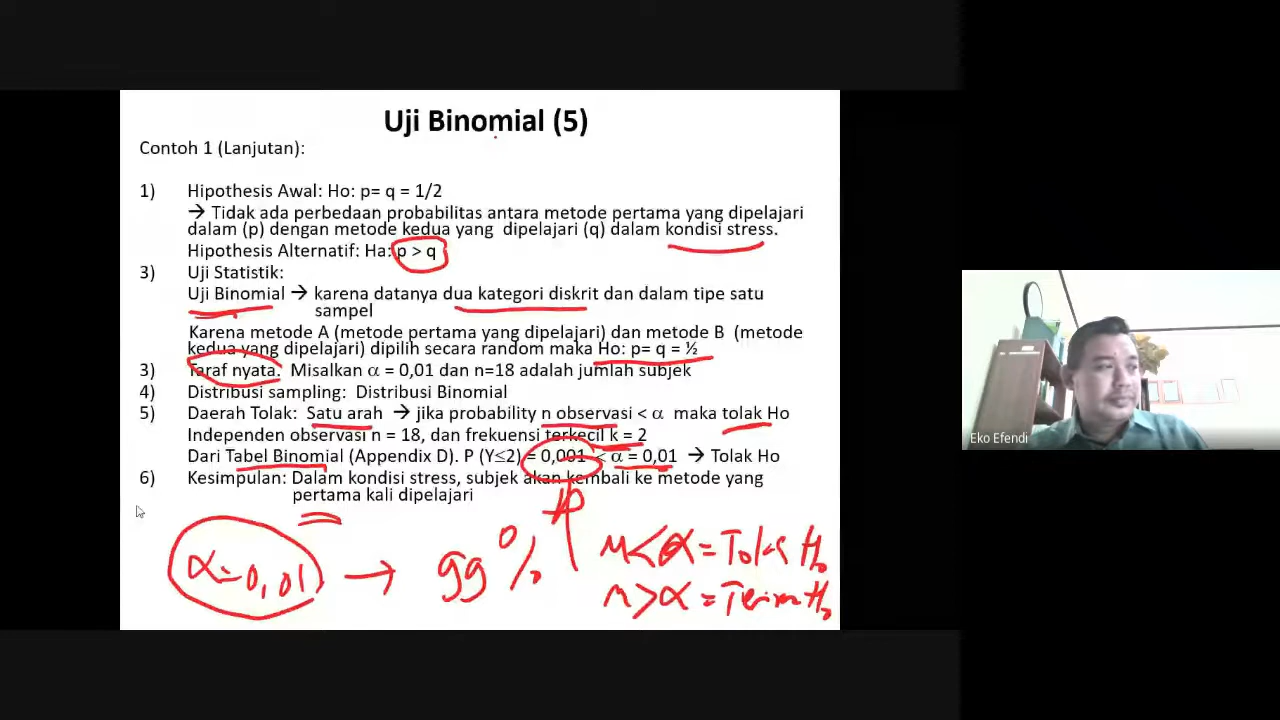 Uji Binomial (5)
Contoh 1 (Lanjutan):
1) Hipothesis Awal: Ho: p= q = 1/2
→ Tidak ada perbedaan probabilitas antara metode pertama yang dipelajari
dalam (p) dengan metode kedua yang dipelajari (q) dalam kondisi stress.
Hipothesis Alternatif: Ha: p > q
3) Uji Statistik:
Uji Binomial → karena datanya dua kategori diskrit dan dalam tipe satu
sampel
Karena metode A (metode pertama yang dipelajari) dan metode B (metode
kedua yang dipelajari) dipilih secara random maka Ho: p= q = ½
3) Taraf nyata. Misalkan α = 0,01 dan n=18 adalah jumlah subjek
4) Distribusi sampling: Distribusi Binomial
5) Daerah Tolak: Satu arah → jika probability n observasi < α maka tolak Ho
Independen observasi n = 18, dan frekuensi terkecil k = 2
Dari Tabel Binomial (Appendix D). P (Y≤2) = 0,001 < α = 0,01 → Tolak Ho
6) Kesimpulan: Dalam kondisi stress, subjek akan kembali ke metode yang
pertama kali dipelajari
α=0,01 → 99%
n<α = Tolak Ho
n>α = Terima Ho
Eko Efendi